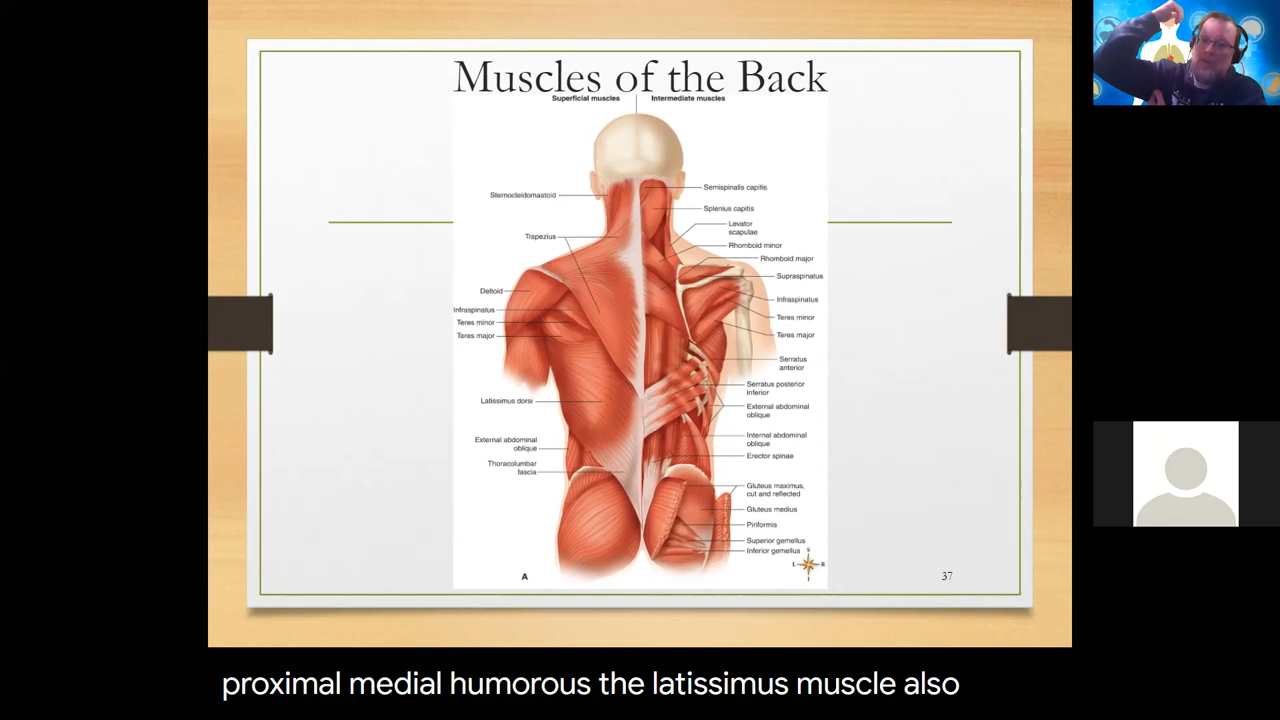 Muscles of the Back
Superficial muscles
Intermediate muscles
Sternocleidomastoid
Trapezius
Deltoid
Infraspinatus
Teres minor
Teres major
Latissimus dorsi
External abdominal
oblique
Thoracolumbar
fascia
Semispinalis capitis
Splenius capitis
Levator
scapulae
Rhomboid minor
Rhomboid major
Supraspinatus
Infraspinatus
Teres minor
Teres major
Serratus
anterior
Serratus posterior
inferior
External abdominal
oblique
Internal abdominal
oblique
Erector spinae
Gluteus maximus,
cut and reflected
Gluteus medius
Piriformis
Superior gemellus
Inferior gemellus
S
L R
I
A
37
proximal medial humorous the latissimus muscle also